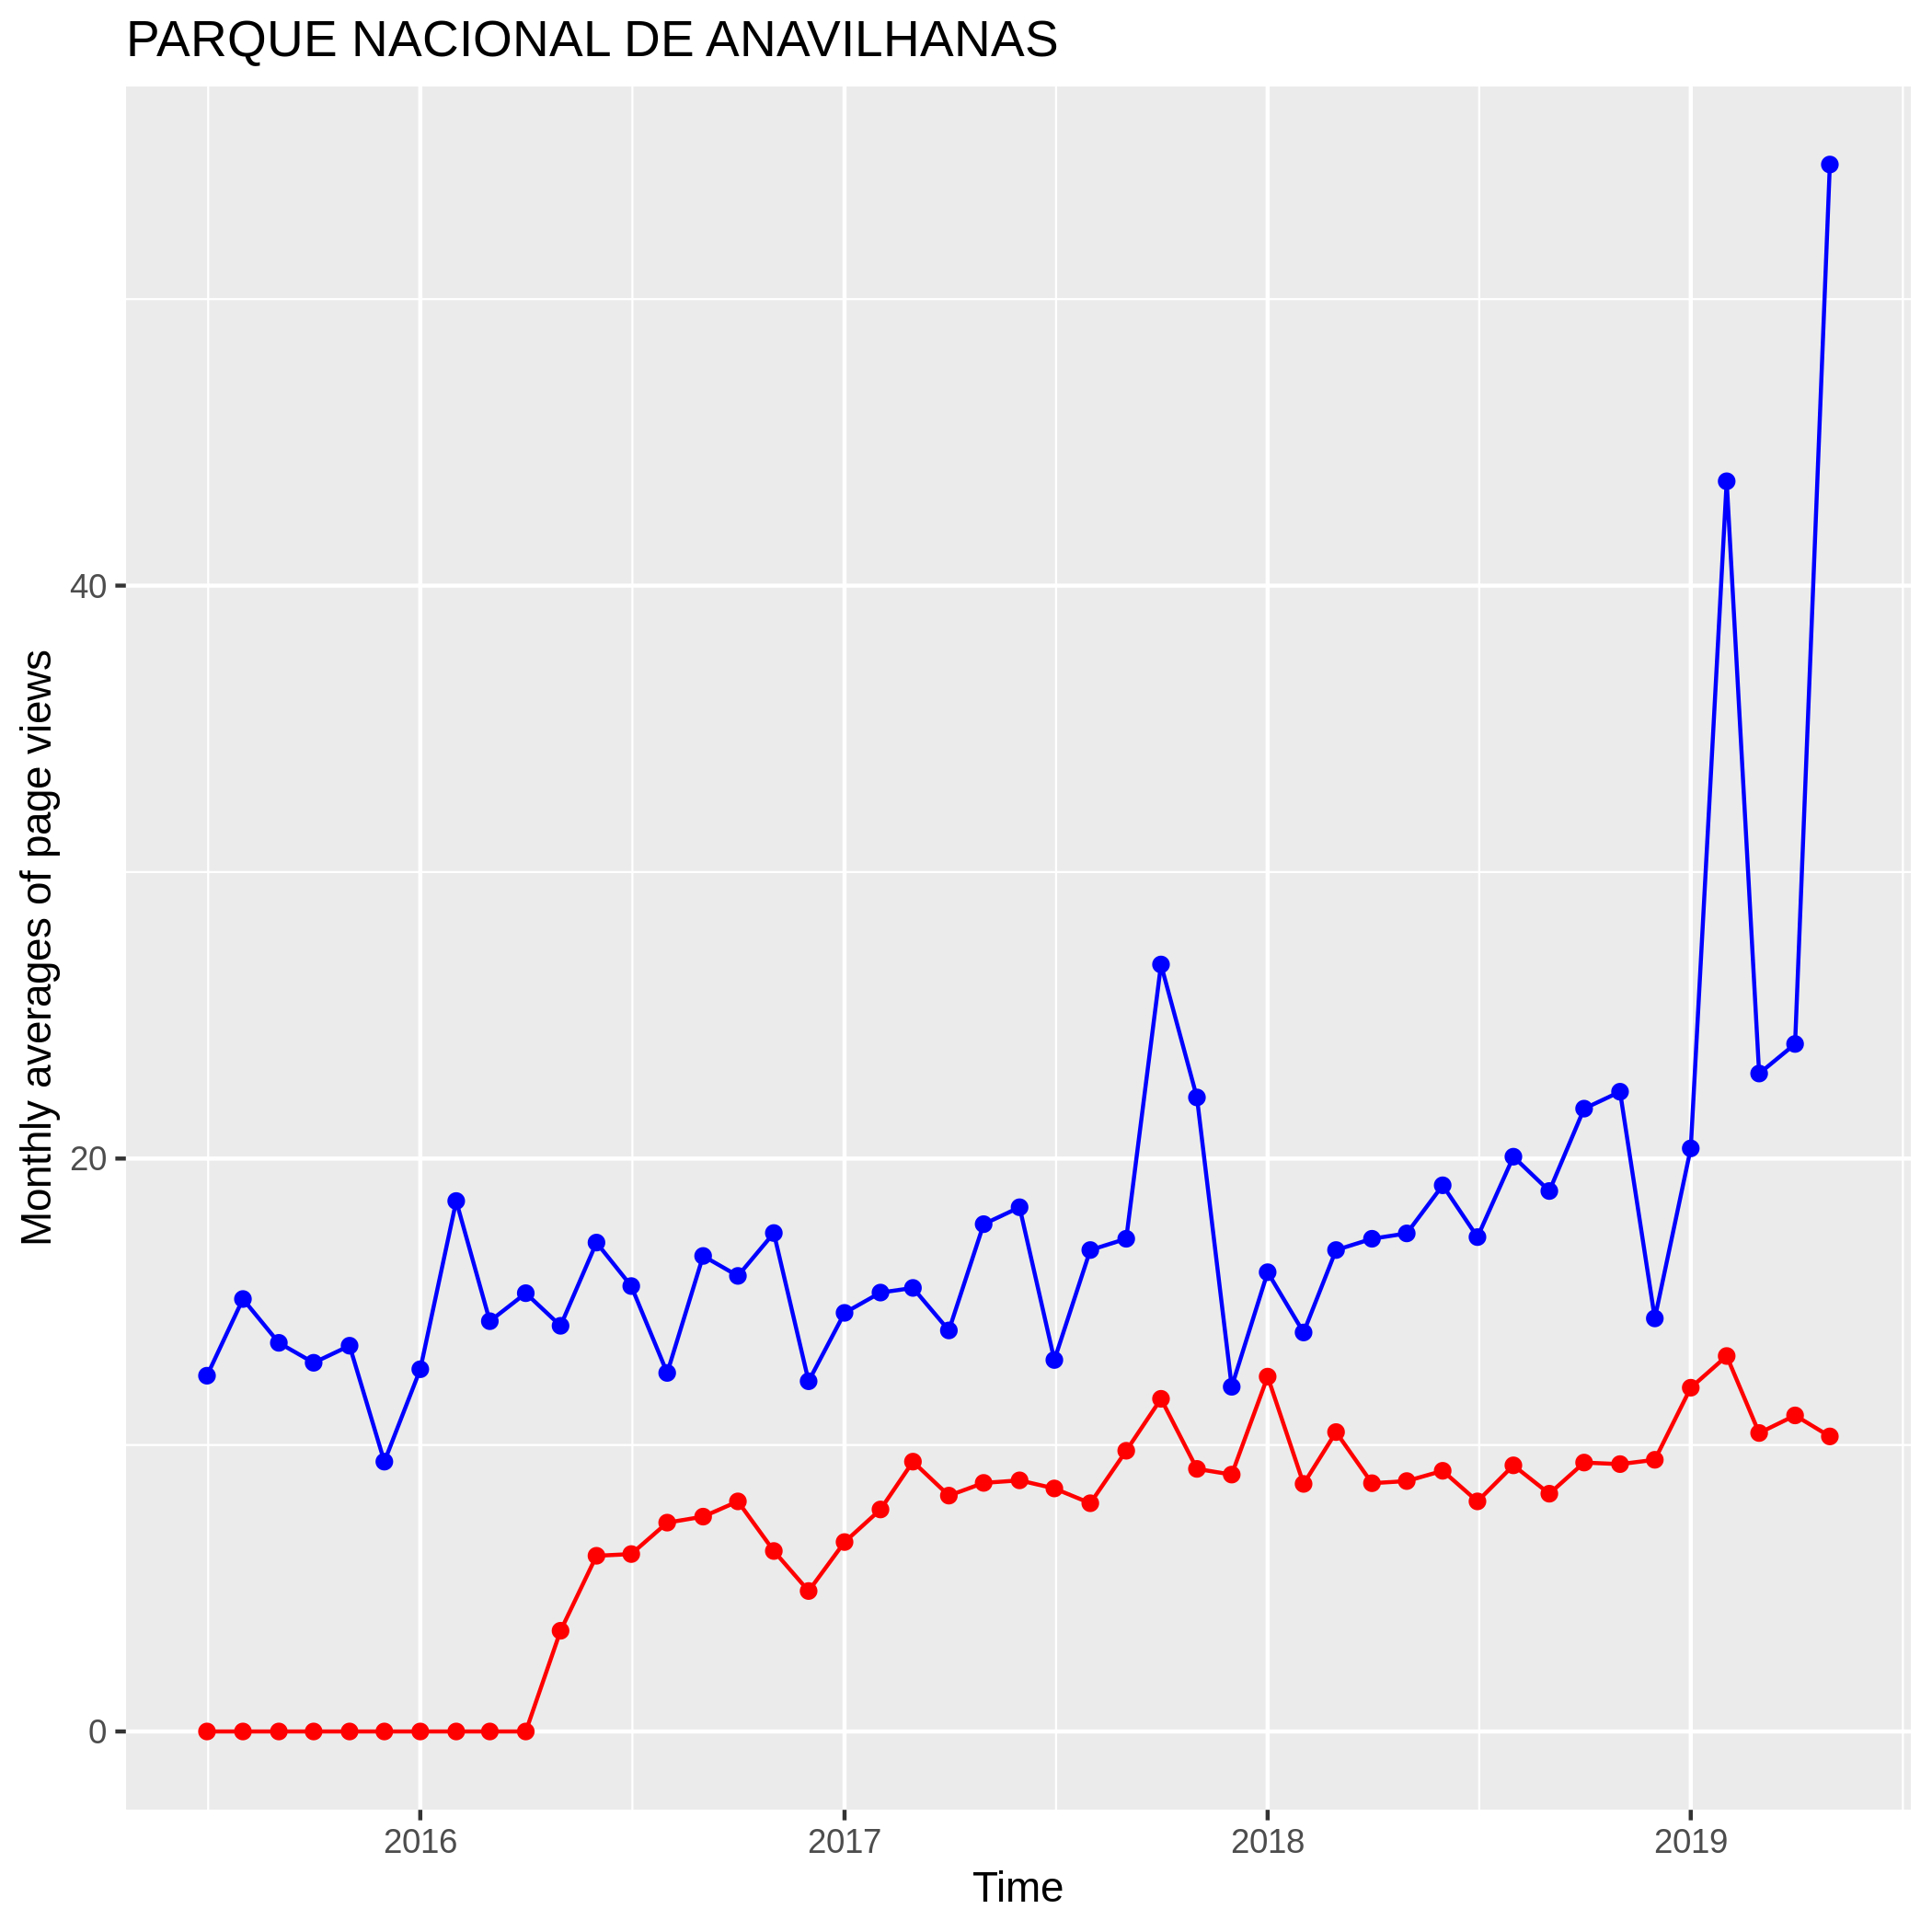 PARQUE NACIONAL DE ANAVILHANAS
Monthly averages of page views
40
20
0
2016 2017 2018 2019
Time